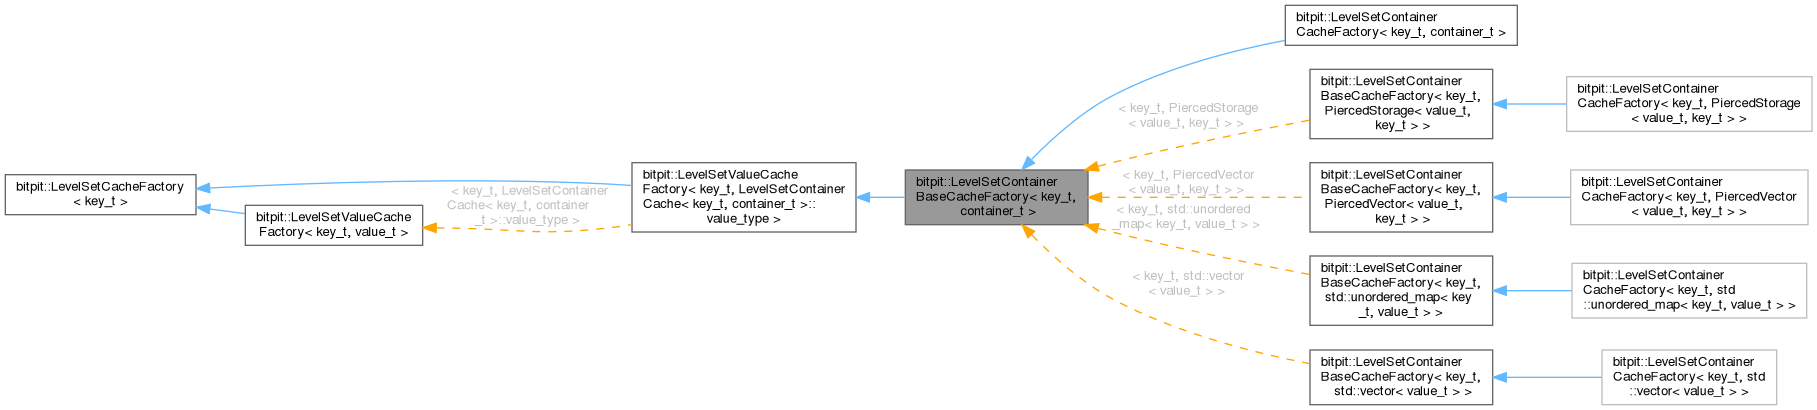 bitpit::LevelSetCacheFactory
< key_t >
bitpit::LevelSetValueCache
Factory< key_t, value_t >
< key_t, LevelSetContainer
Cache< key_t, container
_t >::value_type >
bitpit::LevelSetValueCache
Factory< key_t, LevelSetContainer
Cache< key_t, container_t >::
value_type >
bitpit::LevelSetContainer
BaseCacheFactory< key_t,
container_t >
bitpit::LevelSetContainer
CacheFactory< key_t, container_t >
< key_t, PiercedStorage
< value_t, key_t > >
bitpit::LevelSetContainer
BaseCacheFactory< key_t,
PiercedStorage< value_t,
key_t > >
bitpit::LevelSetContainer
CacheFactory< key_t, PiercedStorage
< value_t, key_t > >
< key_t, PiercedVector
< value_t, key_t > >
bitpit::LevelSetContainer
BaseCacheFactory< key_t,
PiercedVector< value_t,
key_t > >
bitpit::LevelSetContainer
CacheFactory< key_t, PiercedVector
< value_t, key_t > >
< key_t, std::unordered
_map< key_t, value_t > >
bitpit::LevelSetContainer
BaseCacheFactory< key_t,
std::unordered_map< key
_t, value_t > >
bitpit::LevelSetContainer
CacheFactory< key_t, std
::unordered_map< key_t, value_t > >
< key_t, std::vector
< value_t > >
bitpit::LevelSetContainer
BaseCacheFactory< key_t,
std::vector< value_t > >
bitpit::LevelSetContainer
CacheFactory< key_t, std
::vector< value_t > >